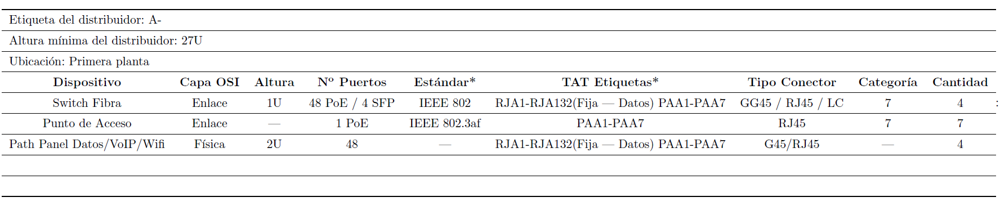 Etiqueta del distribuidor: A-
Altura mínima del distribuidor: 27U
Ubicación: Primera planta
Dispositivo Capa OSI Altura Nº Puertos Estándar* TAT Etiquetas* Tipo Conector Categoría Cantidad
Switch Fibra Enlace 1U 48 PoE / 4 SFP IEEE 802 RJA1-RJA132(Fija — Datos) PAA1-PAA7 GG45 / RJ45 / LC 7 4 :
Punto de Acceso Enlace — 1 PoE IEEE 802.3af PAA1-PAA7 RJ45 7 7
Path Panel Datos/VoIP/Wifi Física 2U 48 — RJA1-RJA132(Fija — Datos) PAA1-PAA7 G45/RJ45 — 4